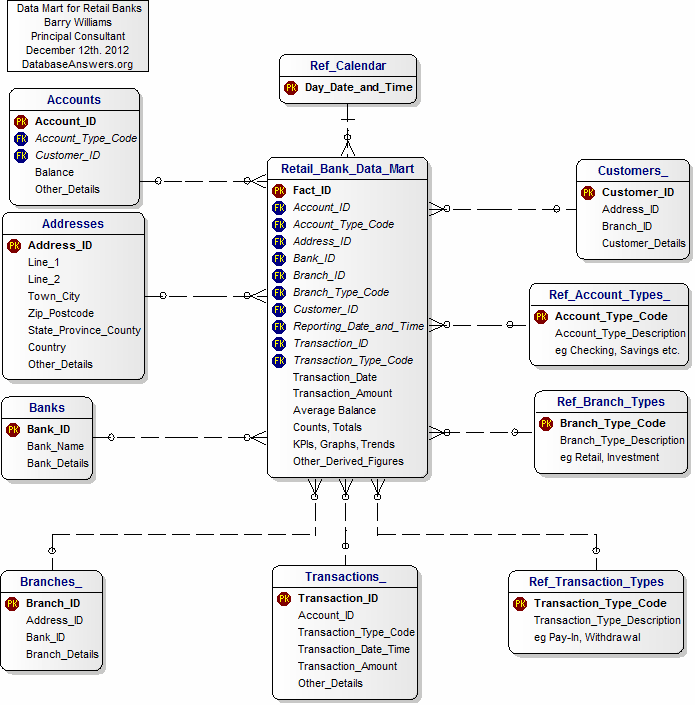 Data Mart for Retail Banks
Barry Williams
Principal Consultant
December 12th. 2012
DatabaseAnswers.org
Ref_Calendar
PK Day_Date_and_Time
Accounts
PK Account_ID
FK Account_Type_Code
FK Customer_ID
Balance
Other_Details
Addresses
PK Address_ID
Line_1
Line_2
Town_City
Zip_Postcode
State_Province_County
Country
Other_Details
Banks
PK Bank_ID
Bank_Name
Bank_Details
Retail_Bank_Data_Mart
PK Fact_ID
FK Account_ID
FK Account_Type_Code
FK Address_ID
FK Bank_ID
FK Branch_ID
FK Branch_Type_Code
FK Customer_ID
FK Reporting_Date_and_Time
FK Transaction_ID
FK Transaction_Type_Code
Transaction_Date
Transaction_Amount
Average Balance
Counts, Totals
KPIs, Graphs, Trends
Other_Derived_Figures
Customers_
PK Customer_ID
Address_ID
Branch_ID
Customer_Details
Ref_Account_Types_
PK Account_Type_Code
Account_Type_Description
eg Checking, Savings etc.
Ref_Branch_Types
PK Branch_Type_Code
Branch_Type_Description
eg Retail, Investment
Branches_
PK Branch_ID
Address_ID
Bank_ID
Branch_Details
Transactions_
PK Transaction_ID
Account_ID
Transaction_Type_Code
Transaction_Date_Time
Transaction_Amount
Other_Details
Ref_Transaction_Types
PK Transaction_Type_Code
Transaction_Type_Description
eg Pay-In, Withdrawal